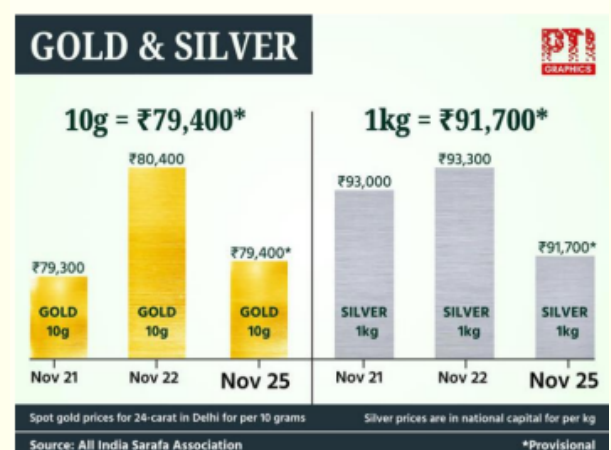 GOLD & SILVER
PTI
GRAPHICS
10g = ₹79,400*
₹79,300
GOLD
10g
Nov 21
₹80,400
GOLD
10g
Nov 22
₹79,400*
GOLD
10g
Nov 25
1kg = ₹91,700*
₹93,000
SILVER
1kg
Nov 21
₹93,300
SILVER
1kg
Nov 22
₹91,700*
SILVER
1kg
Nov 25
Spot gold prices for 24-carat in Delhi for per 10 grams
Silver prices are in national capital for per kg
Source: All India Sarafa Association
*Provisional